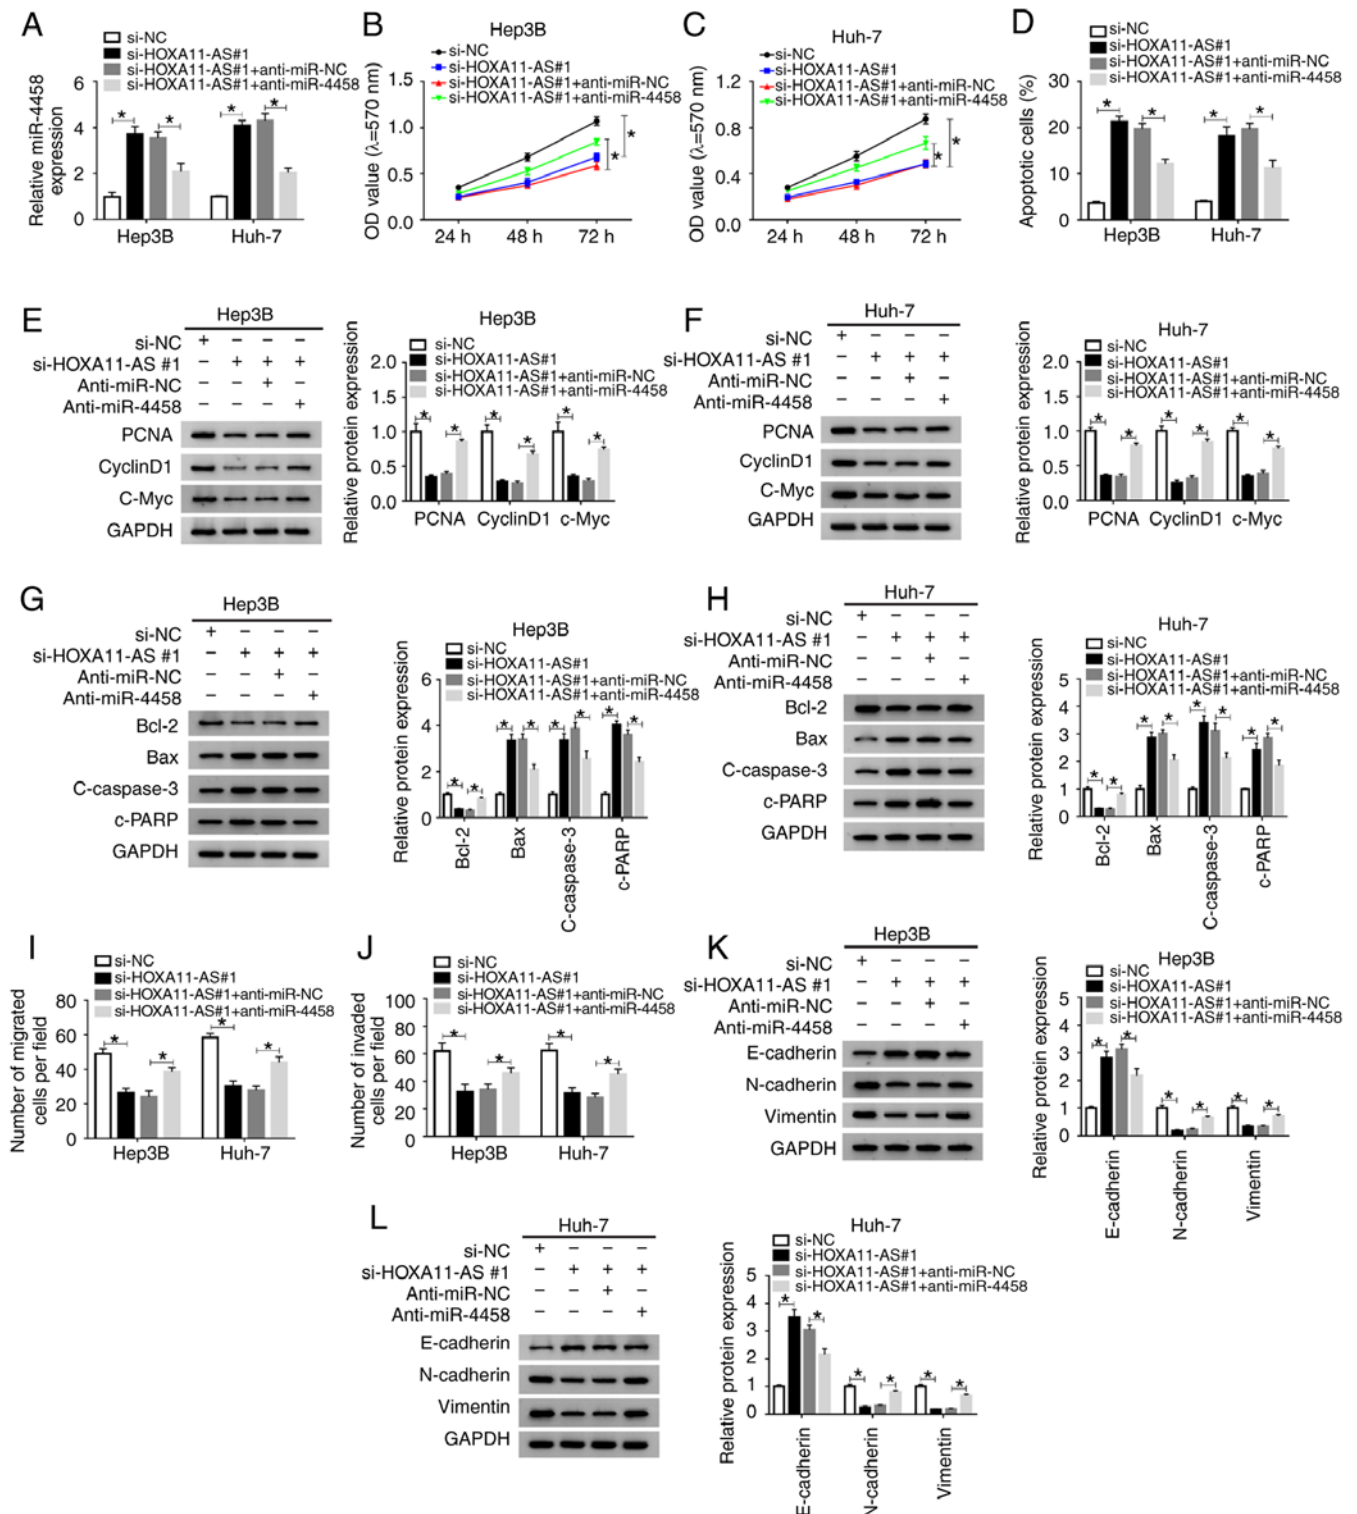 A
si-NC
si-HOXA11-AS#1
si-HOXA11-AS#1+anti-miR-NC
si-HOXA11-AS#1+anti-miR-4458
Relative miR-4458
expression
6
4
2
0
* * * *
Hep3B Huh-7
B
Hep3B
si-NC
si-HOXA11-AS#1
si-HOXA11-AS#1+anti-miR-NC
si-HOXA11-AS#1+anti-miR-4458
OD value (λ=570 nm)
1.5
1.0
0.5
0.0
* *
24 h 48 h 72 h
C
Huh-7
si-NC
si-HOXA11-AS#1
si-HOXA11-AS#1+anti-miR-NC
si-HOXA11-AS#1+anti-miR-4458
OD value (λ=570 nm)
1.2
0.8
0.4
0.0
* *
24 h 48 h 72 h
D
si-NC
si-HOXA11-AS#1
si-HOXA11-AS#1+anti-miR-NC
si-HOXA11-AS#1+anti-miR-4458
Apoptotic cells (%)
30
20
10
0
* * * *
Hep3B Huh-7
E
Hep3B
si-NC + − − −
si-HOXA11-AS #1 − + + +
Anti-miR-NC − − + −
Anti-miR-4458 − − − +
PCNA
CyclinD1
C-Myc
GAPDH
Hep3B
si-NC
si-HOXA11-AS#1
si-HOXA11-AS#1+anti-miR-NC
si-HOXA11-AS#1+anti-miR-4458
Relative protein expression
2.0
1.5
1.0
0.5
0.0
* * * * * *
PCNA CyclinD1 c-Myc
F
Huh-7
si-NC + − − −
si-HOXA11-AS #1 − + + +
Anti-miR-NC − − + −
Anti-miR-4458 − − − +
PCNA
CyclinD1
C-Myc
GAPDH
Huh-7
si-NC
si-HOXA11-AS#1
si-HOXA11-AS#1+anti-miR-NC
si-HOXA11-AS#1+anti-miR-4458
Relative protein expression
2.0
1.5
1.0
0.5
0.0
* * * * * *
PCNA CyclinD1 c-Myc
G
Hep3B
si-NC + − − −
si-HOXA11-AS #1 − + + +
Anti-miR-NC − − + −
Anti-miR-4458 − − − +
Bcl-2
Bax
C-caspase-3
c-PARP
GAPDH
Hep3B
si-NC
si-HOXA11-AS#1
si-HOXA11-AS#1+anti-miR-NC
si-HOXA11-AS#1+anti-miR-4458
Relative protein expression
6
4
2
0
* * * * * * * *
Bcl-2 Bax C-caspase-3 c-PARP
H
Huh-7
si-NC + − − −
si-HOXA11-AS #1 − + + +
Anti-miR-NC − − + −
Anti-miR-4458 − − − +
Bcl-2
Bax
C-caspase-3
c-PARP
GAPDH
Huh-7
si-NC
si-HOXA11-AS#1
si-HOXA11-AS#1+anti-miR-NC
si-HOXA11-AS#1+anti-miR-4458
Relative protein expression
5
4
3
2
1
0
* * * * * * * *
Bcl-2 Bax C-caspase-3 c-PARP
I
si-NC
si-HOXA11-AS#1
si-HOXA11-AS#1+anti-miR-NC
si-HOXA11-AS#1+anti-miR-4458
Number of migrated
cells per field
80
60
40
20
0
* * * *
Hep3B Huh-7
J
si-NC
si-HOXA11-AS#1
si-HOXA11-AS#1+anti-miR-NC
si-HOXA11-AS#1+anti-miR-4458
Number of invaded
cells per field
100
80
60
40
20
0
* * * *
Hep3B Huh-7
K
Hep3B
si-NC + − − −
si-HOXA11-AS #1 − + + +
Anti-miR-NC − − + −
Anti-miR-4458 − − − +
E-cadherin
N-cadherin
Vimentin
GAPDH
Hep3B
si-NC
si-HOXA11-AS#1
si-HOXA11-AS#1+anti-miR-NC
si-HOXA11-AS#1+anti-miR-4458
Relative protein expression
5
4
3
2
1
0
* * * * * *
E-cadherin N-cadherin Vimentin
L
Huh-7
si-NC + − − −
si-HOXA11-AS #1 − + + +
Anti-miR-NC − − + −
Anti-miR-4458 − − − +
E-cadherin
N-cadherin
Vimentin
GAPDH
Huh-7
si-NC
si-HOXA11-AS#1
si-HOXA11-AS#1+anti-miR-NC
si-HOXA11-AS#1+anti-miR-4458
Relative protein expression
5
4
3
2
1
0
* * * * * *
E-cadherin N-cadherin Vimentin